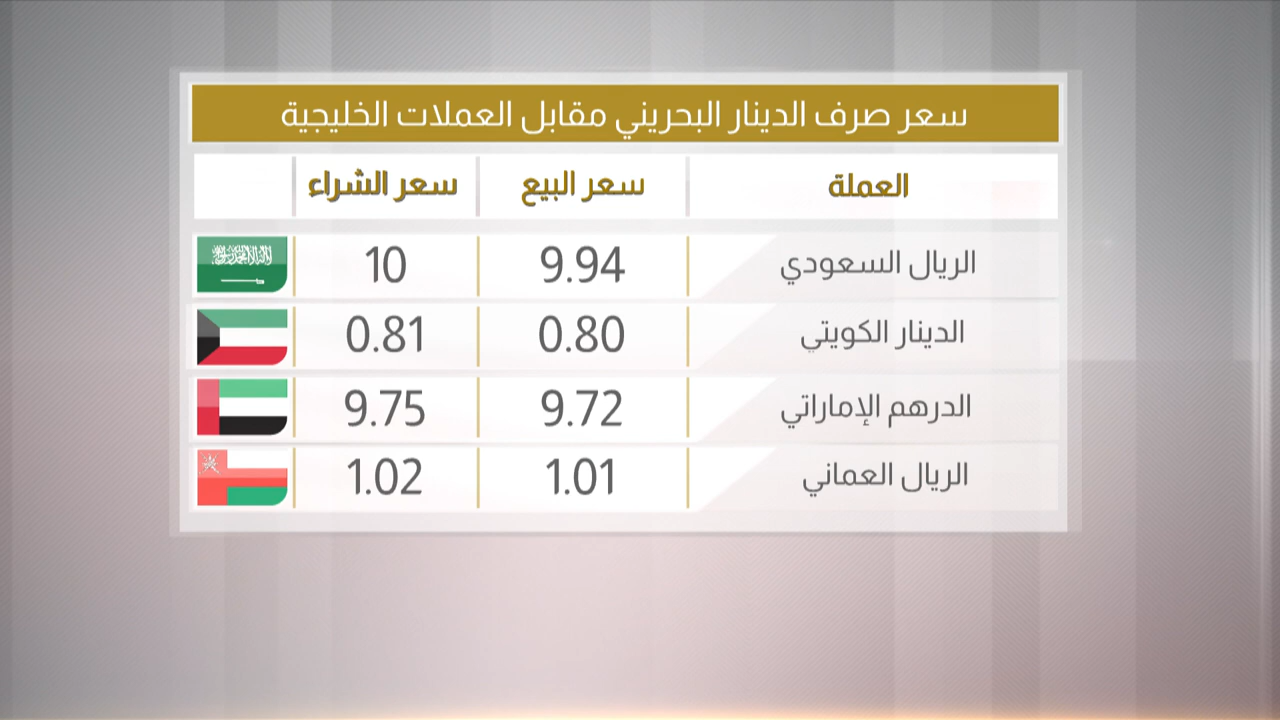 سعر صرف الدينار البحريني مقابل العملات الخليجية
العملة سعر البيع سعر الشراء
الريال السعودي 9.94 10
الدينار الكويتي 0.80 0.81
الدرهم الإماراتي 9.72 9.75
الريال العماني 1.01 1.02